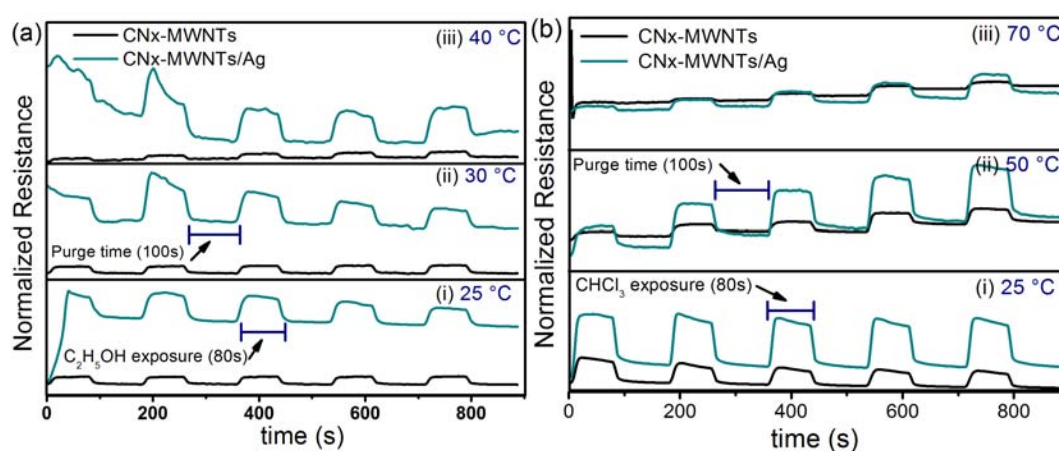 (a)
CNx-MWNTs
CNx-MWNTs/Ag
(iii) 40 °C
(ii) 30 °C
Purge time (100s)
(i) 25 °C
C₂H₅OH exposure (80s)
Normalized Resistance
0 200 400 600 800
time (s)
(b)
CNx-MWNTs
CNx-MWNTs/Ag
(iii) 70 °C
Purge time (100s)
(ii) 50 °C
CHCl₃ exposure (80s)
(i) 25 °C
Normalized Resistance
0 200 400 600 800
time (s)